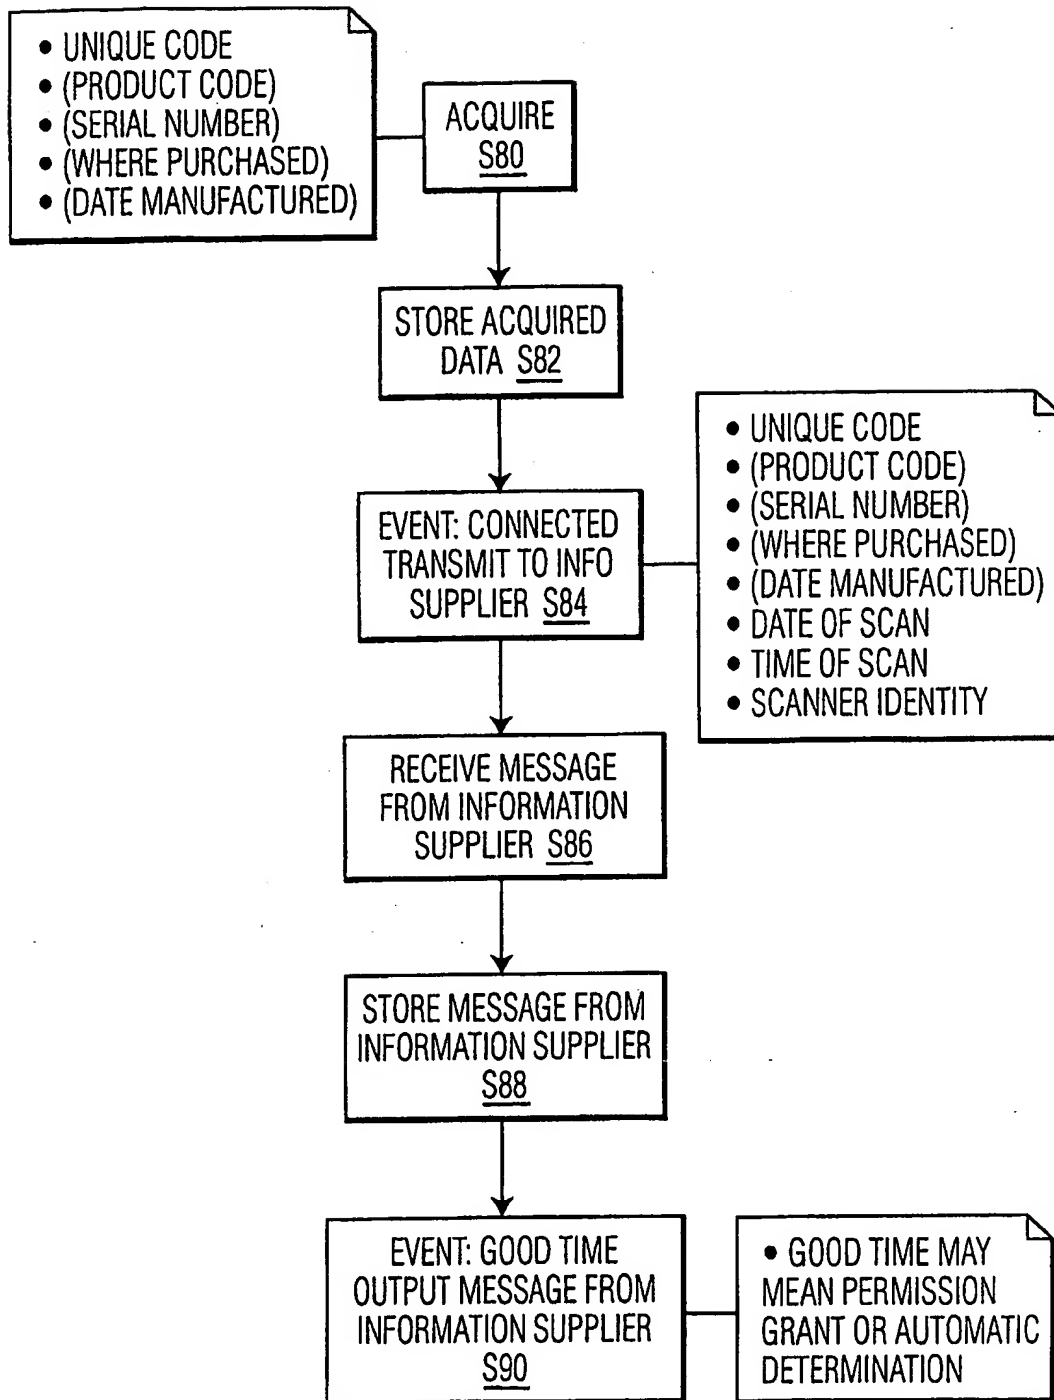 • UNIQUE CODE
• (PRODUCT CODE)
• (SERIAL NUMBER)
• (WHERE PURCHASED)
• (DATE MANUFACTURED)
ACQUIRE
S80
STORE ACQUIRED
DATA S82
EVENT: CONNECTED
TRANSMIT TO INFO
SUPPLIER S84
• UNIQUE CODE
• (PRODUCT CODE)
• (SERIAL NUMBER)
• (WHERE PURCHASED)
• (DATE MANUFACTURED)
• DATE OF SCAN
• TIME OF SCAN
• SCANNER IDENTITY
RECEIVE MESSAGE
FROM INFORMATION
SUPPLIER S86
STORE MESSAGE FROM
INFORMATION SUPPLIER
S88
EVENT: GOOD TIME
OUTPUT MESSAGE FROM
INFORMATION SUPPLIER
S90
• GOOD TIME MAY
MEAN PERMISSION
GRANT OR AUTOMATIC
DETERMINATION